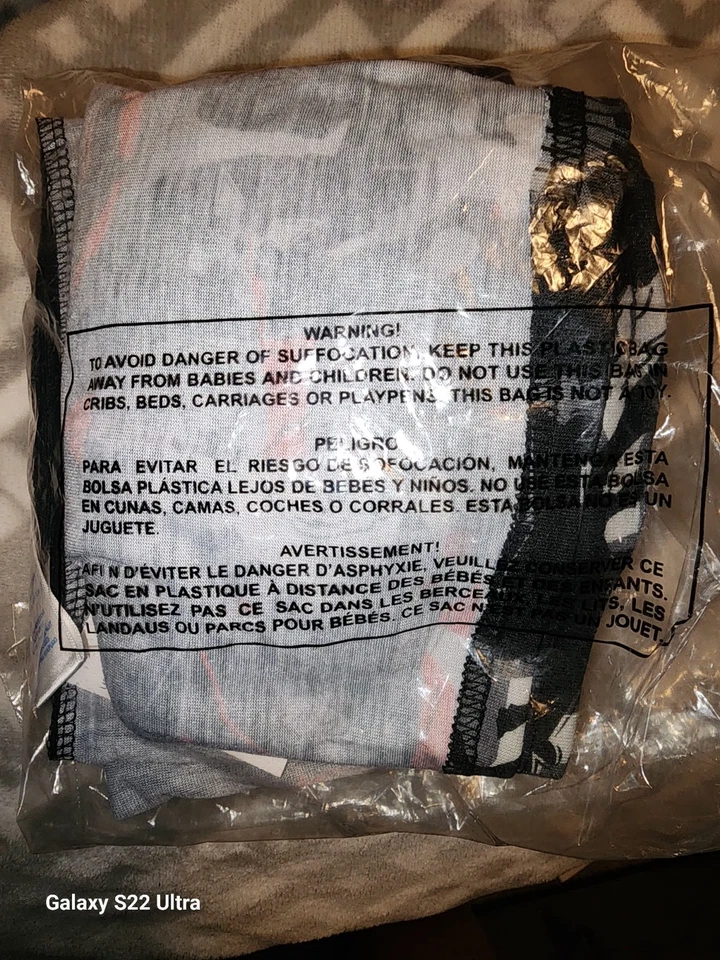 WARNING!
TO AVOID DANGER OF SUFFOCATION, KEEP THIS PLASTIC BAG
AWAY FROM BABIES AND CHILDREN. DO NOT USE THIS BAG IN
CRIBS, BEDS, CARRIAGES OR PLAYPENS. THIS BAG IS NOT A TOY.
PELIGRO
PARA EVITAR EL RIESGO DE SOFOCACIÓN, MANTENGA ESTA
BOLSA PLÁSTICA LEJOS DE BEBES Y NIÑOS. NO USE ESTA BOLSA
EN CUNAS, CAMAS, COCHES O CORRALES. ESTA BOLSA NO ES UN
JUGUETE.
AVERTISSEMENT!
AFI N D'ÉVITER LE DANGER D'ASPHYXIE, VEUILLEZ CONSERVER CE
SAC EN PLASTIQUE À DISTANCE DES BÉBÉS ET DES ENFANTS.
N'UTILISEZ PAS CE SAC DANS LES BERCEAUX, LES LITS, LES
LANDAUS OU PARCS POUR BÉBÉS. CE SAC N'EST PAS UN JOUET.
Galaxy S22 Ultra